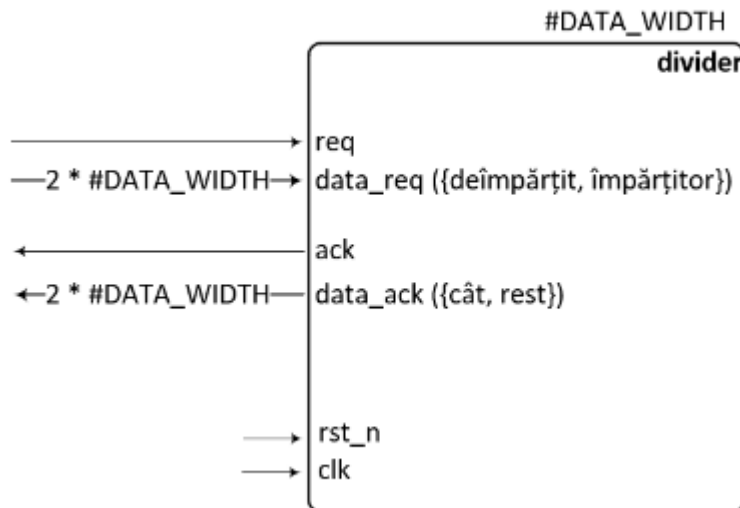 #DATA_WIDTH
divider
req
2 * #DATA_WIDTH data_req ({deîmpărțit, împărțitor})
ack
2 * #DATA_WIDTH data_ack ({cât, rest})
rst_n
clk